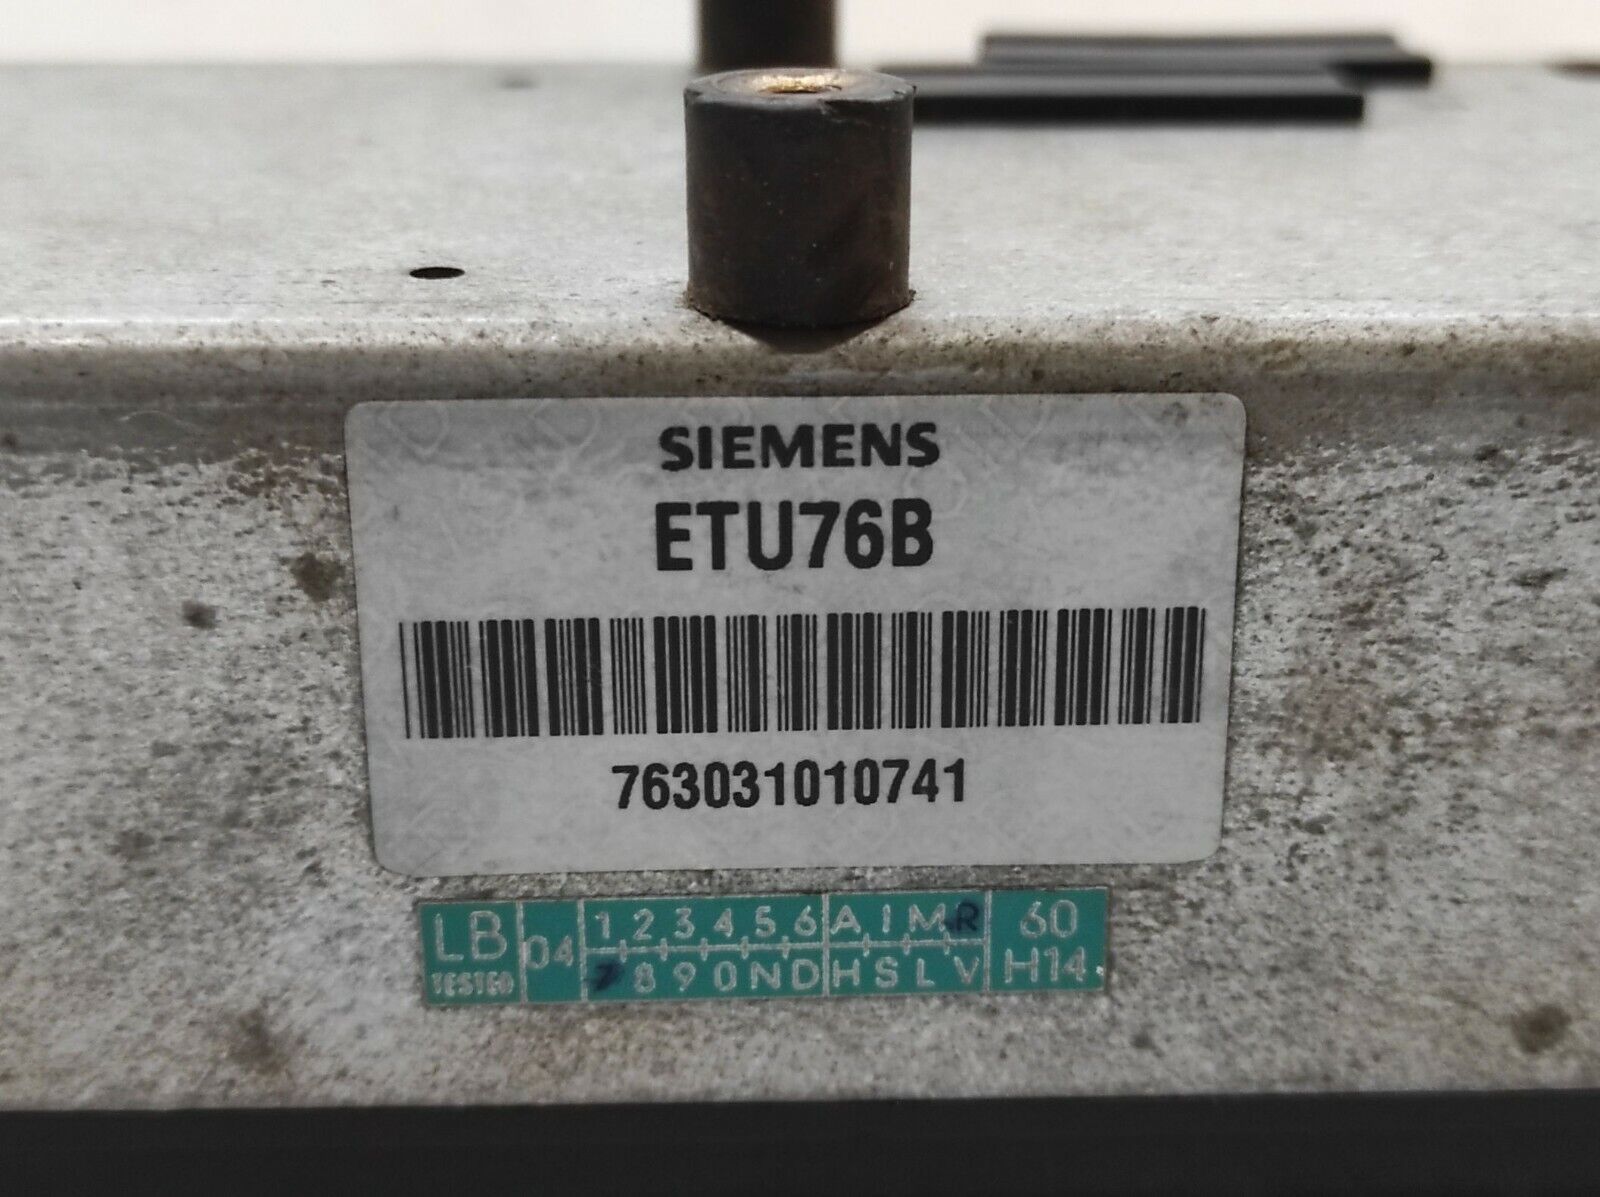 SIEMENS
ETU76B
763031010741
LB TESTED
04
1 2 3 4 5 6 A I M R
7 8 9 0 N D H S L V
60
H14